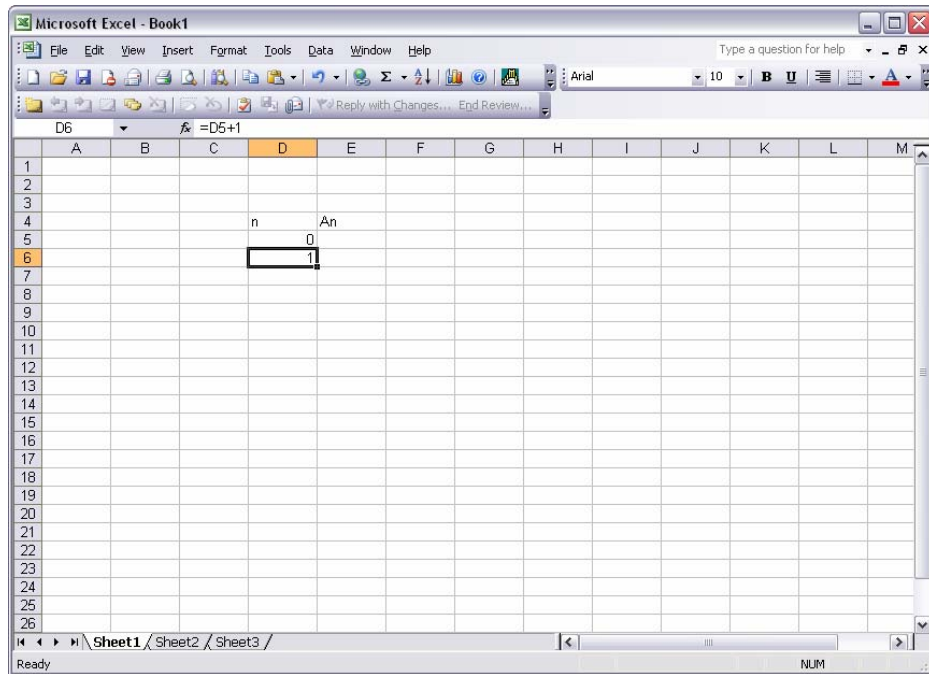 Microsoft Excel - Book1
File Edit View Insert Format Tools Data Window Help Type a question for help
Arial 10 B U A
Reply with Changes... End Review...
D6 fx =D5+1
A B C D E F G H I J K L M
1
2
3
4 n An
5 0
6 1
7
8
9
10
11
12
13
14
15
16
17
18
19
20
21
22
23
24
25
26
Sheet1 Sheet2 Sheet3
Ready NUM